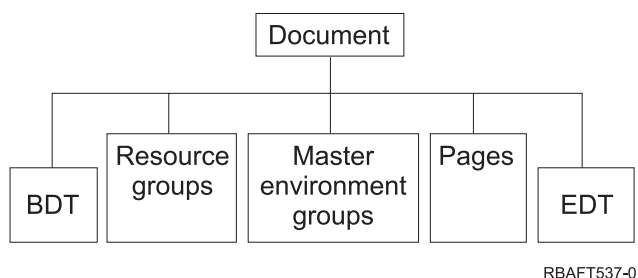 Document
BDT
Resource
groups
Master
environment
groups
Pages
EDT
RBAFT537-0